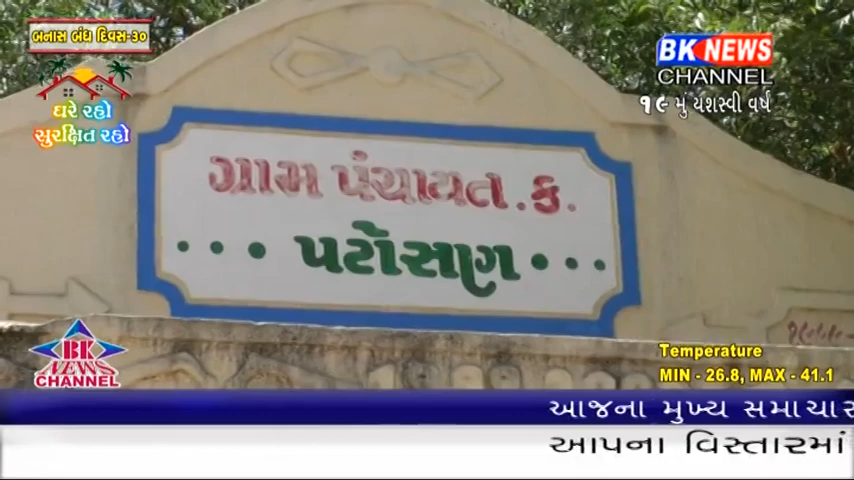 બનાસ બંધ દિવસ-૩૦
ઘરે રહો
સુરક્ષિત રહો
BK NEWS
CHANNEL
૧૯ મું યશસ્વી વર્ષ
ગ્રામ પંચાયત.ક.
... પટોસણ ...
BK
NEWS
CHANNEL
Temperature
MIN - 26.8, MAX - 41.1
આજના મુખ્ય સમાચાર
આપના વિસ્તારમાં